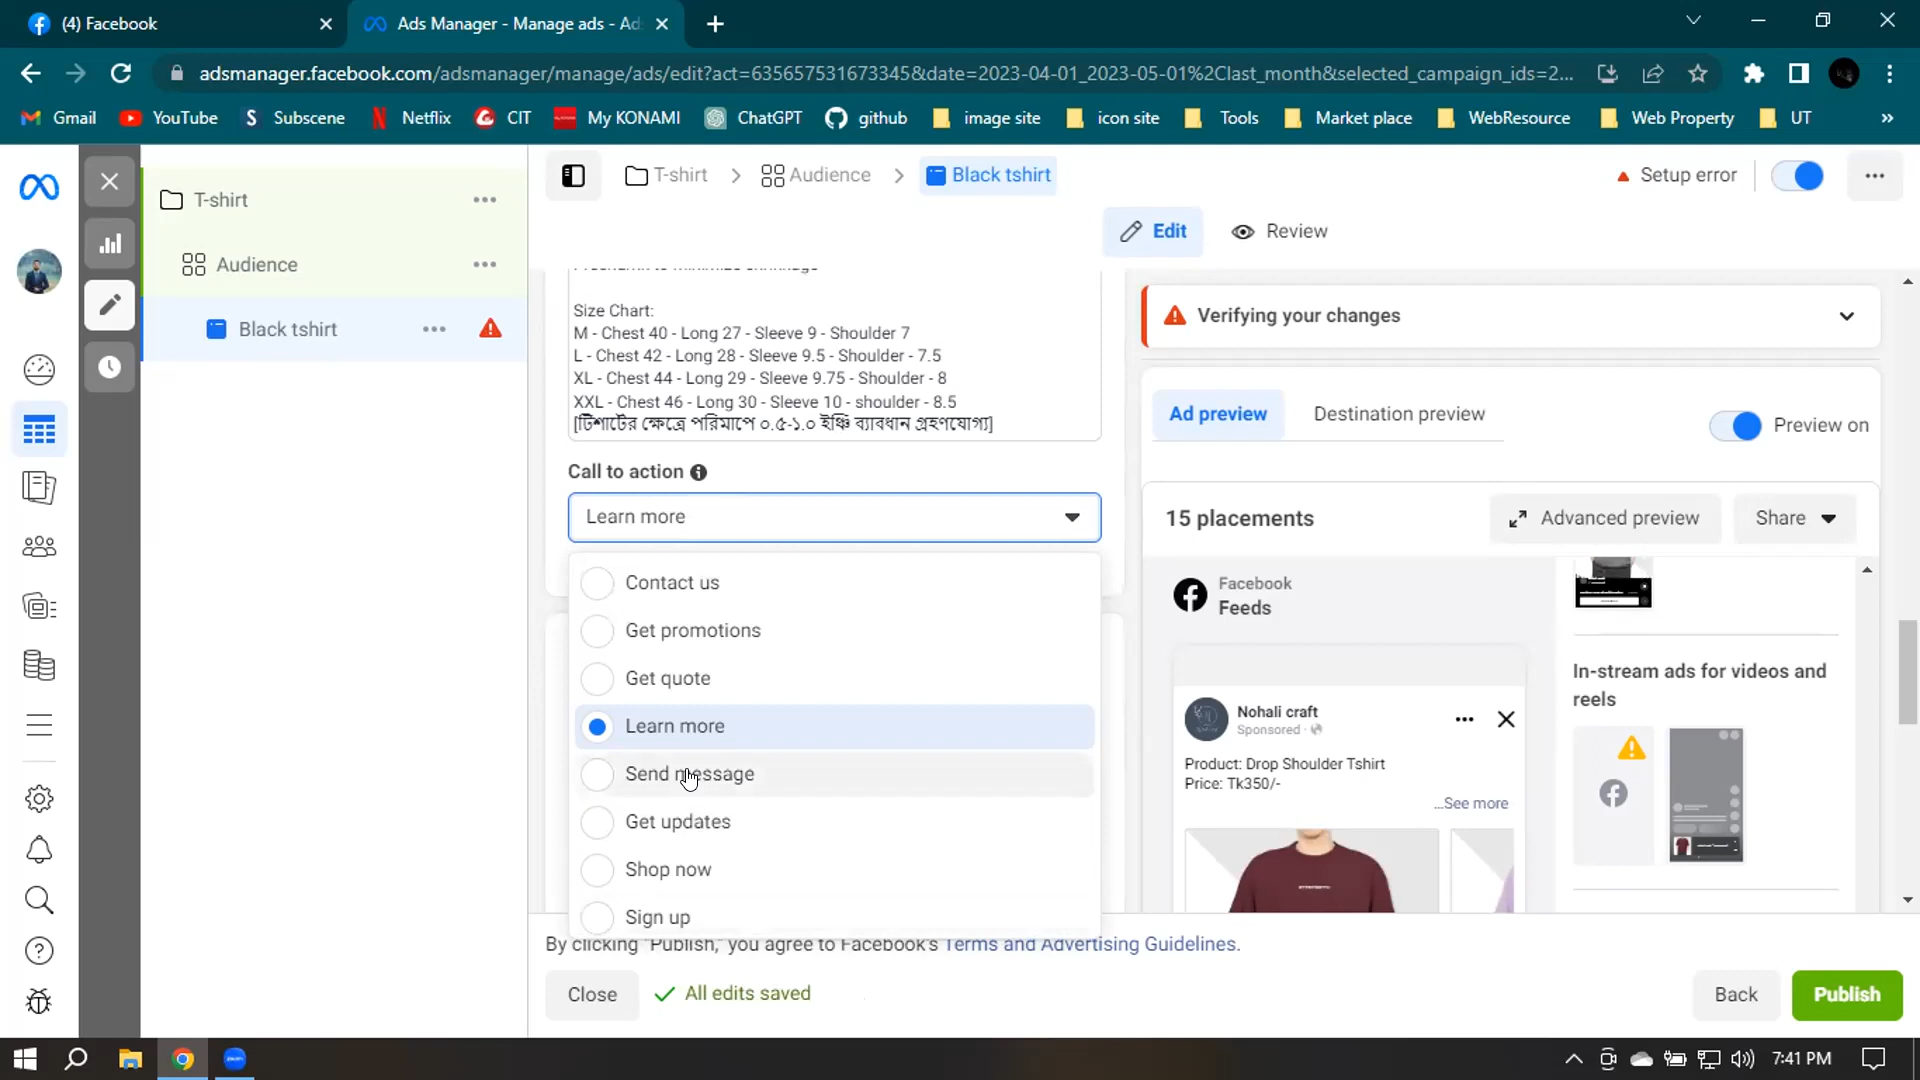 (4) Facebook
Ads Manager - Manage ads - Ad
adsmanager.facebook.com/adsmanager/manage/ads/edit?act=635657531673345&date=2023-04-01_2023-05-01%2Clast_month&selected_campaign_ids=2...
Gmail
YouTube
Subscene
Netflix
CIT
My KONAMI
ChatGPT
github
image site
icon site
Tools
Market place
WebResource
Web Property
UT
T-shirt
Audience
Black tshirt
T-shirt
Audience
Black tshirt
Setup error
Edit
Review
Size Chart:
M - Chest 40 - Long 27 - Sleeve 9 - Shoulder 7
L - Chest 42 - Long 28 - Sleeve 9.5 - Shoulder - 7.5
XL - Chest 44 - Long 29 - Sleeve 9.75 - Shoulder - 8
XXL - Chest 46 - Long 30 - Sleeve 10 - shoulder - 8.5
[টিশার্টের ক্ষেত্রে পরিমাপে ০.৫-১.০ ইঞ্চি ব্যাবধান গ্রহণযোগ্য]
Call to action
Learn more
Contact us
Get promotions
Get quote
Learn more
Send message
Get updates
Shop now
Sign up
By clicking "Publish," you agree to Facebook's Terms and Advertising Guidelines.
Close
All edits saved
Back
Publish
Verifying your changes
Ad preview
Destination preview
Preview on
15 placements
Advanced preview
Share
Facebook
Feeds
Nohali craft
Sponsored
Product: Drop Shoulder Tshirt
Price: Tk350/-
...See more
In-stream ads for videos and
reels
7:41 PM